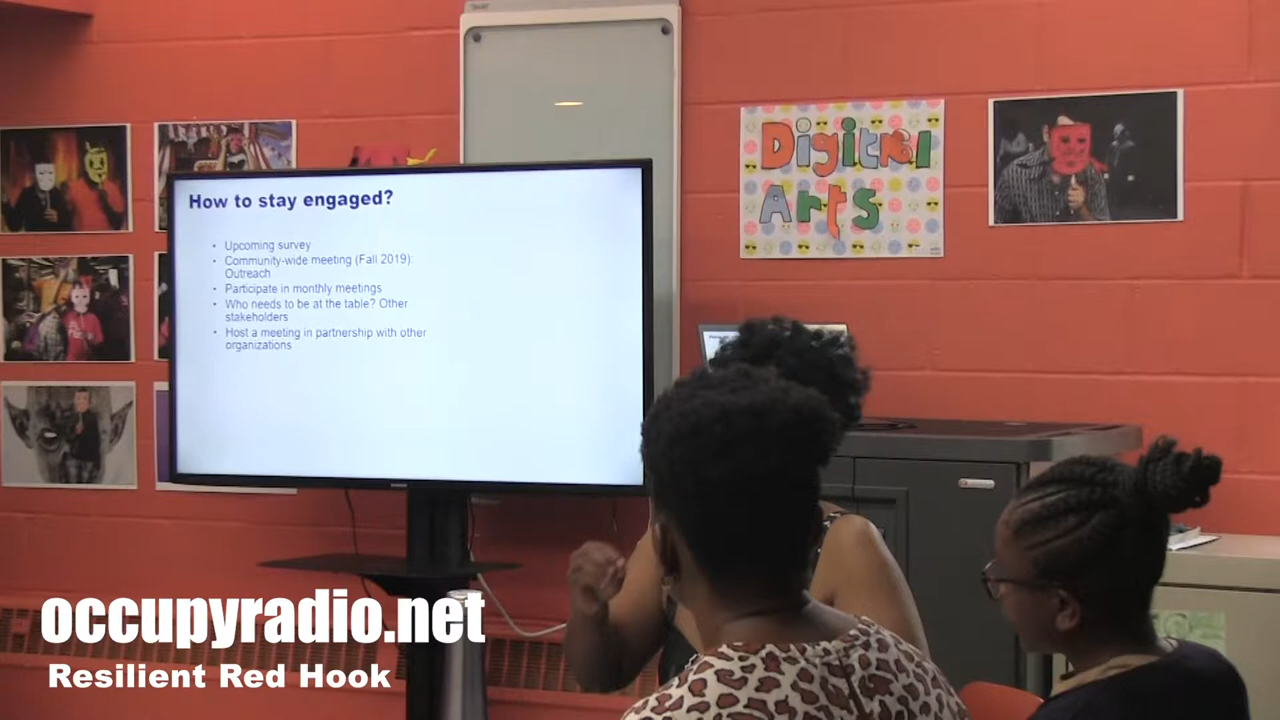 How to stay engaged?
• Upcoming survey
• Community-wide meeting (Fall 2019):
Outreach
• Participate in monthly meetings
• Who needs to be at the table? Other
stakeholders
• Host a meeting in partnership with other
organizations
Digital
Arts
occupyradio.net
Resilient Red Hook